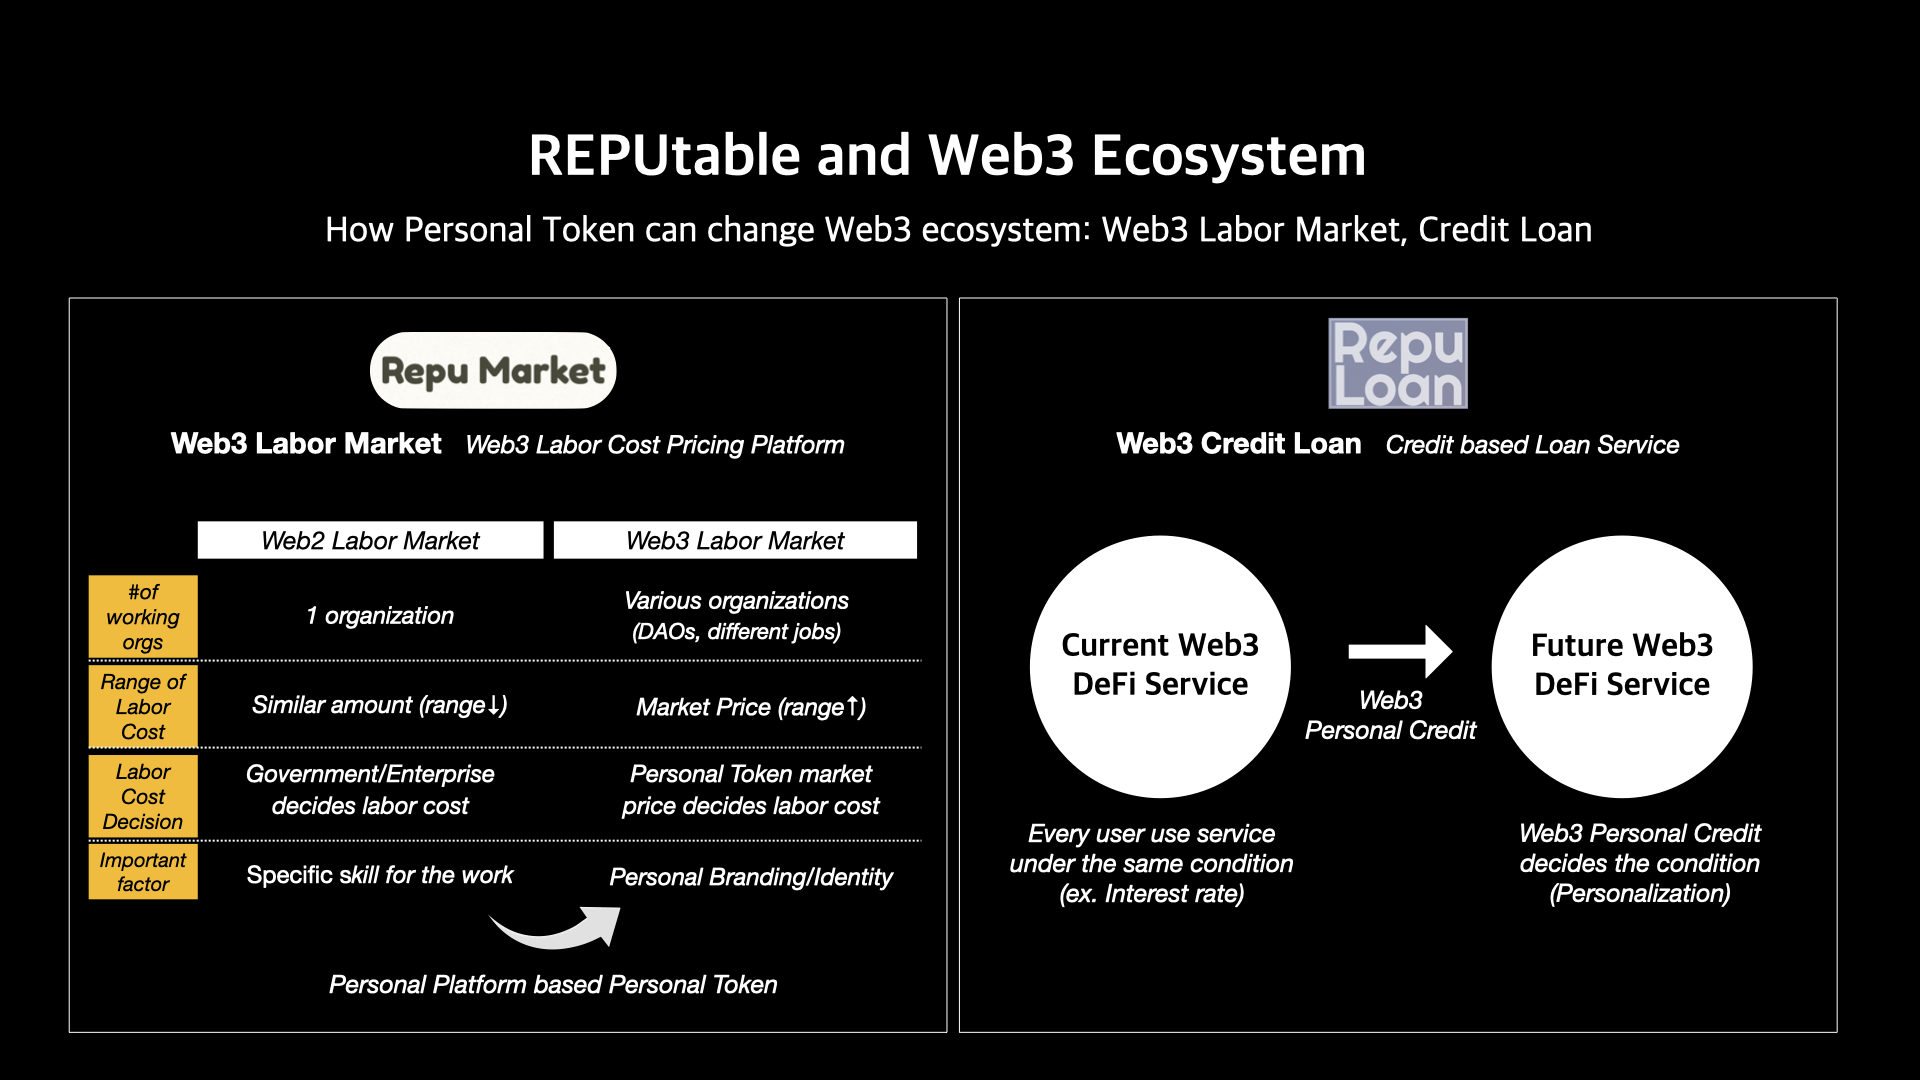 REPUtable and Web3 Ecosystem
How Personal Token can change Web3 ecosystem: Web3 Labor Market, Credit Loan
Repu Market
Web3 Labor Market Web3 Labor Cost Pricing Platform
Web2 Labor Market
Web3 Labor Market
#of
working
orgs
1 organization
Various organizations
(DAOs, different jobs)
Range of
Labor
Cost
Similar amount (range↓)
Market Price (range↑)
Labor
Cost
Decision
Government/Enterprise
decides labor cost
Personal Token market
price decides labor cost
Important
factor
Specific skill for the work
Personal Branding/Identity
Personal Platform based Personal Token
Repu
Loan
Web3 Credit Loan Credit based Loan Service
Current Web3
DeFi Service
Web3
Personal Credit
Future Web3
DeFi Service
Every user use service
under the same condition
(ex. Interest rate)
Web3 Personal Credit
decides the condition
(Personalization)